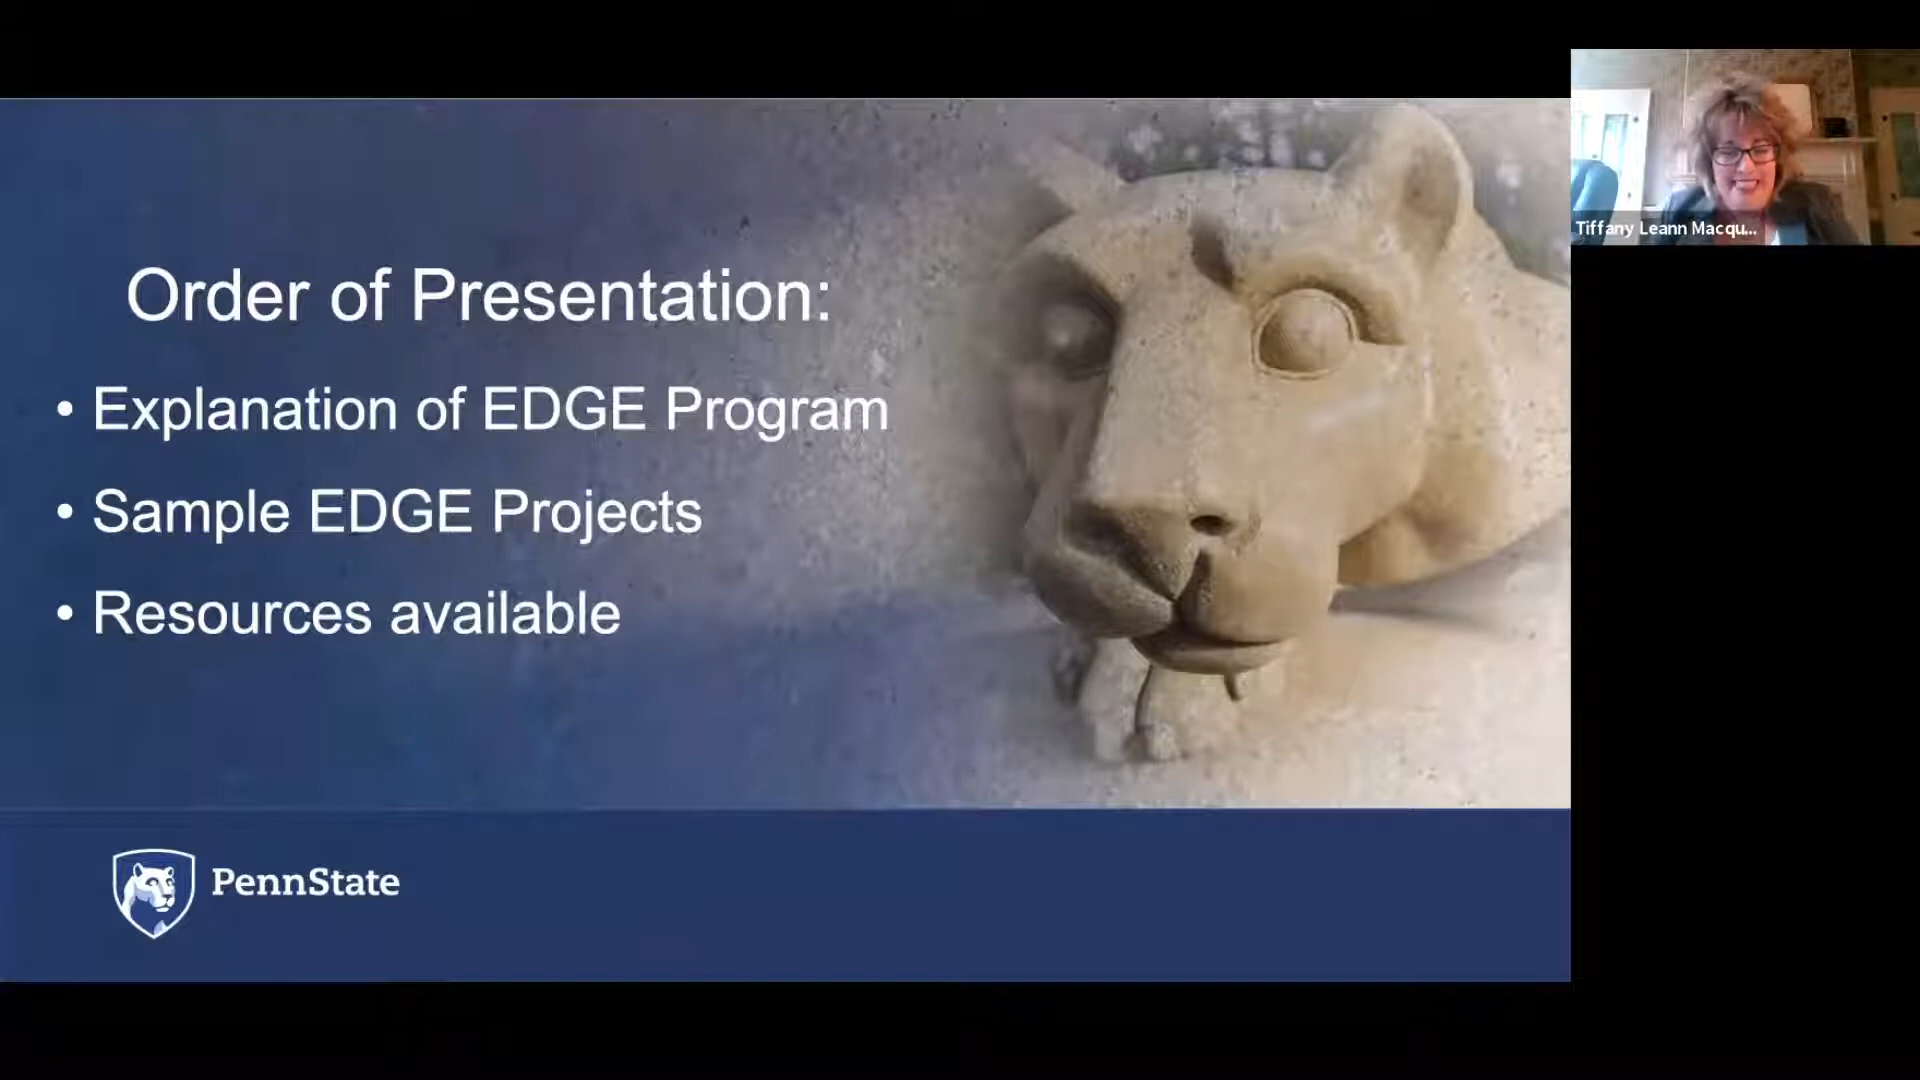 Order of Presentation:
• Explanation of EDGE Program
• Sample EDGE Projects
• Resources available
PennState
Tiffany Leann Macqu...